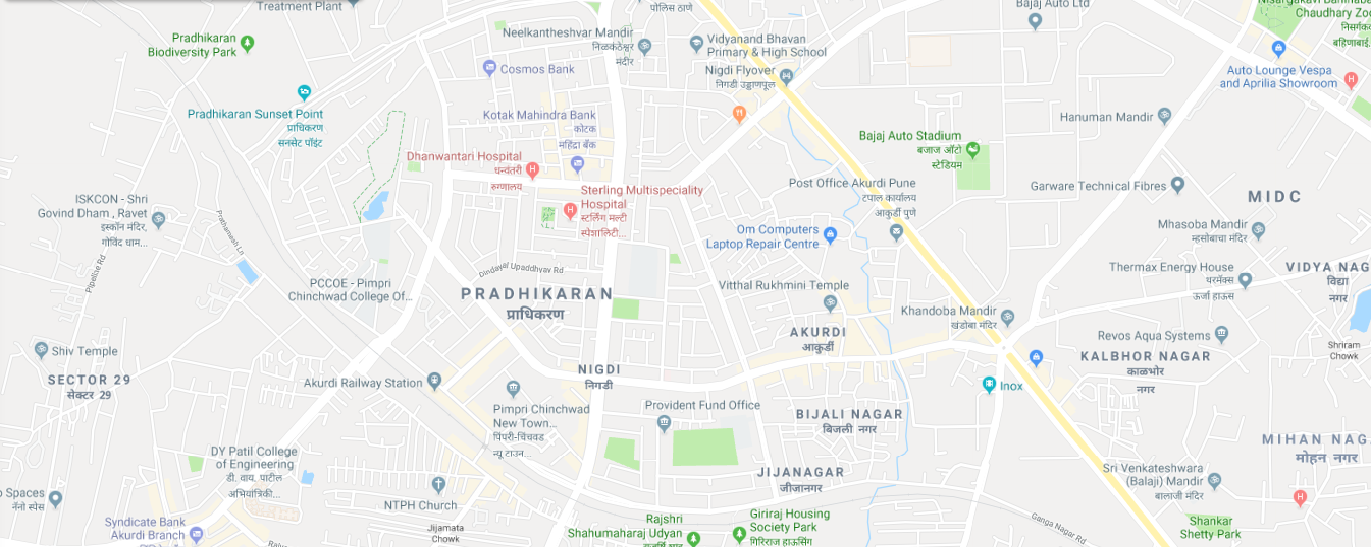 Treatment Plant
पोलिस ठाणे
Bajaj Auto Ltd
Chaudhary Zoo
Pradhikaran
Biodiversity Park
Neelkantheshvar Mandir
निळकंठेश्वर
मंदीर
Vidyanand Bhavan
Primary & High School
Cosmos Bank
Nigdi Flyover
निगडी उड्डाणपूल
Auto Lounge Vespa
and Aprilia Showroom
Pradhikaran Sunset Point
प्राधिकरण
सनसेट पॉइंट
Kotak Mahindra Bank
कोटक
महिंद्रा बँक
Hanuman Mandir
Bajaj Auto Stadium
बजाज ऑटो
स्टेडियम
Dhanwantari Hospital
धन्वंतरी
रुग्णालय
Sterling Multispeciality
Hospital
स्टर्लिंग मल्टी
स्पेशालिटी...
Post Office Akurdi Pune
टपाल कार्यालय
आकुर्डी पुणे
Garware Technical Fibres
MIDC
ISKCON - Shri
Govind Dham, Ravet
इस्कॉन मंदिर,
गोविंद धाम...
Prathamesh Ln
Pipeline Rd
Om Computers
Laptop Repair Centre
Mhasoba Mandir
म्हसोबाचा मंदिर
Dindayal Upaddhyay Rd
PCCOE - Pimpri
Chinchwad College Of...
PRADHIKARAN
प्राधिकरण
Vitthal Rukhmini Temple
Thermax Energy House
थरमॅक्स
ऊर्जा हाऊस
VIDYA NAG
विद्या
नगर
Khandoba Mandir
खंडोबा मंदिर
AKURDI
आकुर्डी
Revos Aqua Systems
Shriram
Chowk
Shiv Temple
KALBHOR NAGAR
काळभोर
नगर
SECTOR 29
सेक्टर 29
Akurdi Railway Station
NIGDI
निगडी
Inox
Pimpri Chinchwad
New Town...
पिंपरी-चिंचवड
न्यू टाउन...
Provident Fund Office
BIJALI NAGAR
बिजली नगर
MIHAN NAG
मोहन नगर
DY Patil College
of Engineering
डी. वाय. पाटील
अभियांत्रिकी...
JIJANAGAR
जीजानगर
Sri Venkateshwara
(Balaji) Mandir
बालाजी मंदिर
Spaces
नॅनो स्पेस
NTPH Church
Syndicate Bank
Akurdi Branch
Jijamata
Chowk
Rajshri
Shahumaharaj Udyan
Giriraj Housing
Society Park
गिरिराज हाऊसिंग
Ganga Nagar Rd
Shankar
Shetty Park